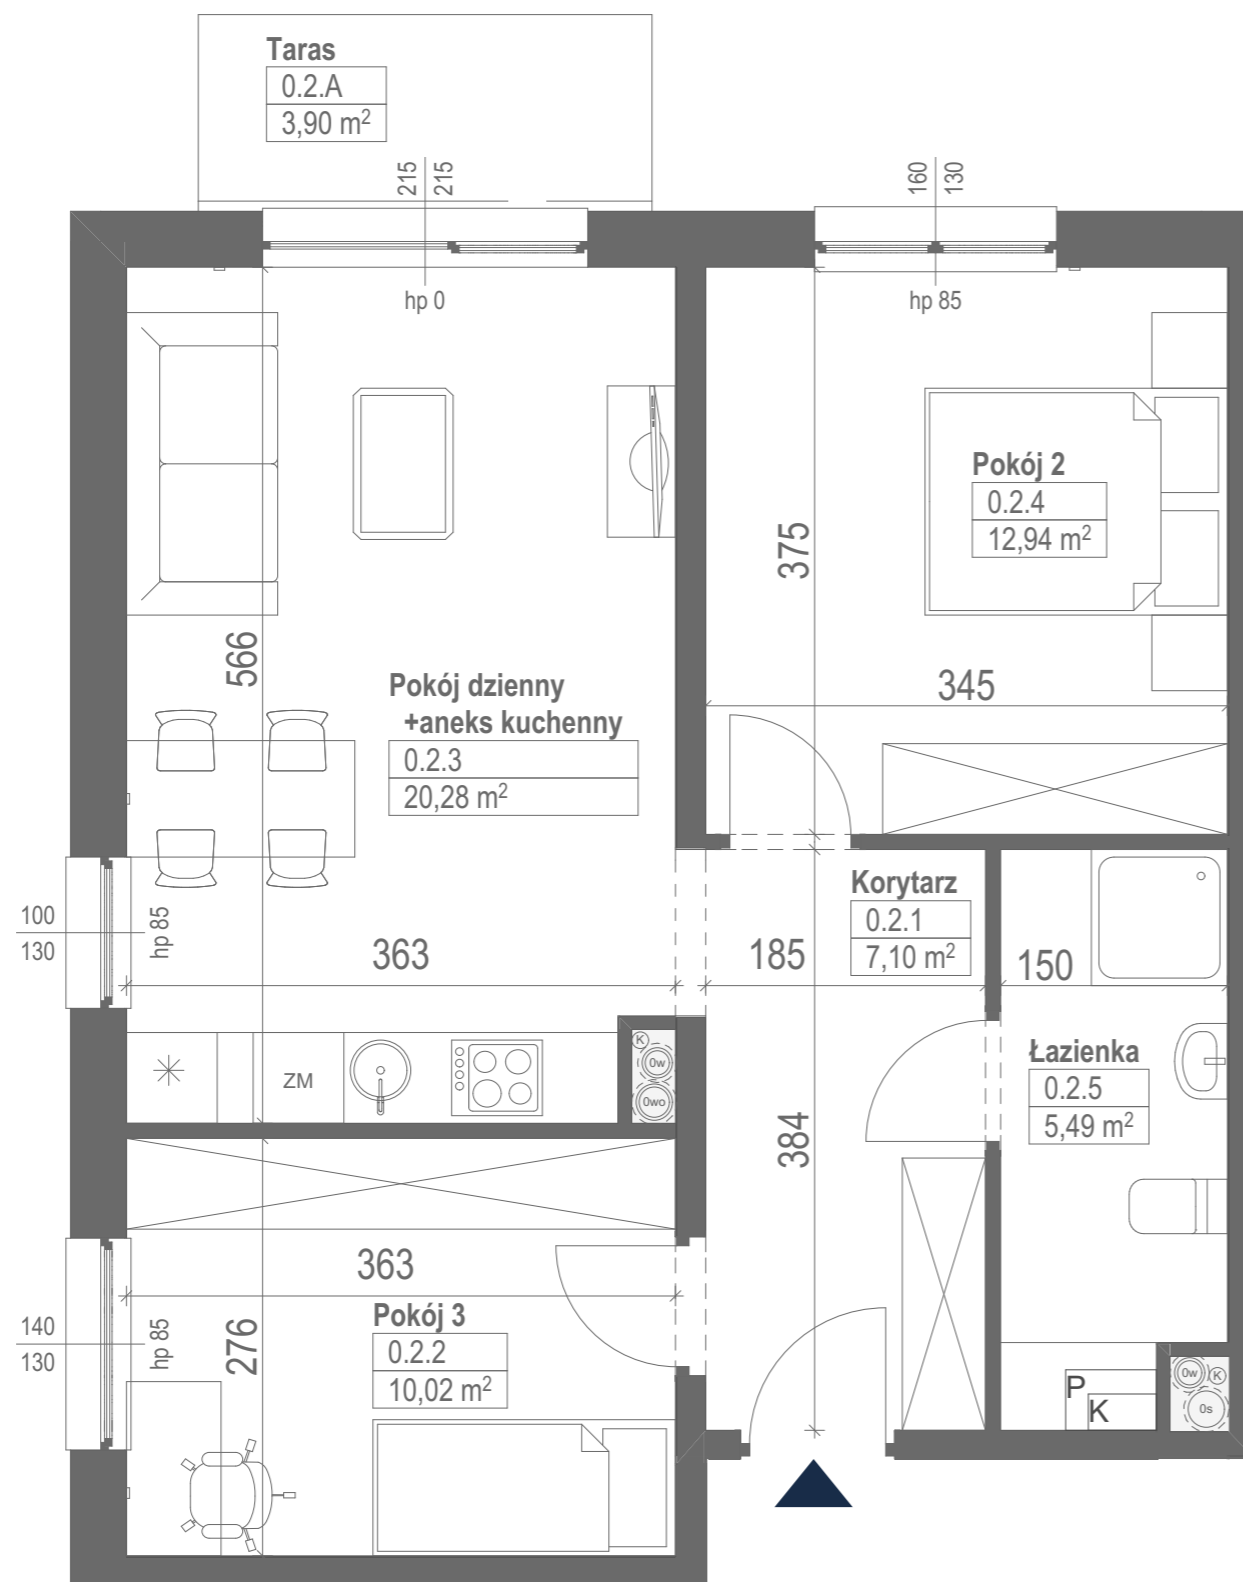 Taras
0.2.A
3,90 m²
215
215
160
130
hp 0
hp 85
Pokój 2
0.2.4
12,94 m²
375
566
345
Pokój dzienny
+aneks kuchenny
0.2.3
20,28 m²
Korytarz
0.2.1
7,10 m²
100
130
hp 85
363
185
150
ZM
K
0w
0wo
Łazienka
0.2.5
5,49 m²
384
363
140
130
hp 85
276
Pokój 3
0.2.2
10,02 m²
P
K
0w
K
0s